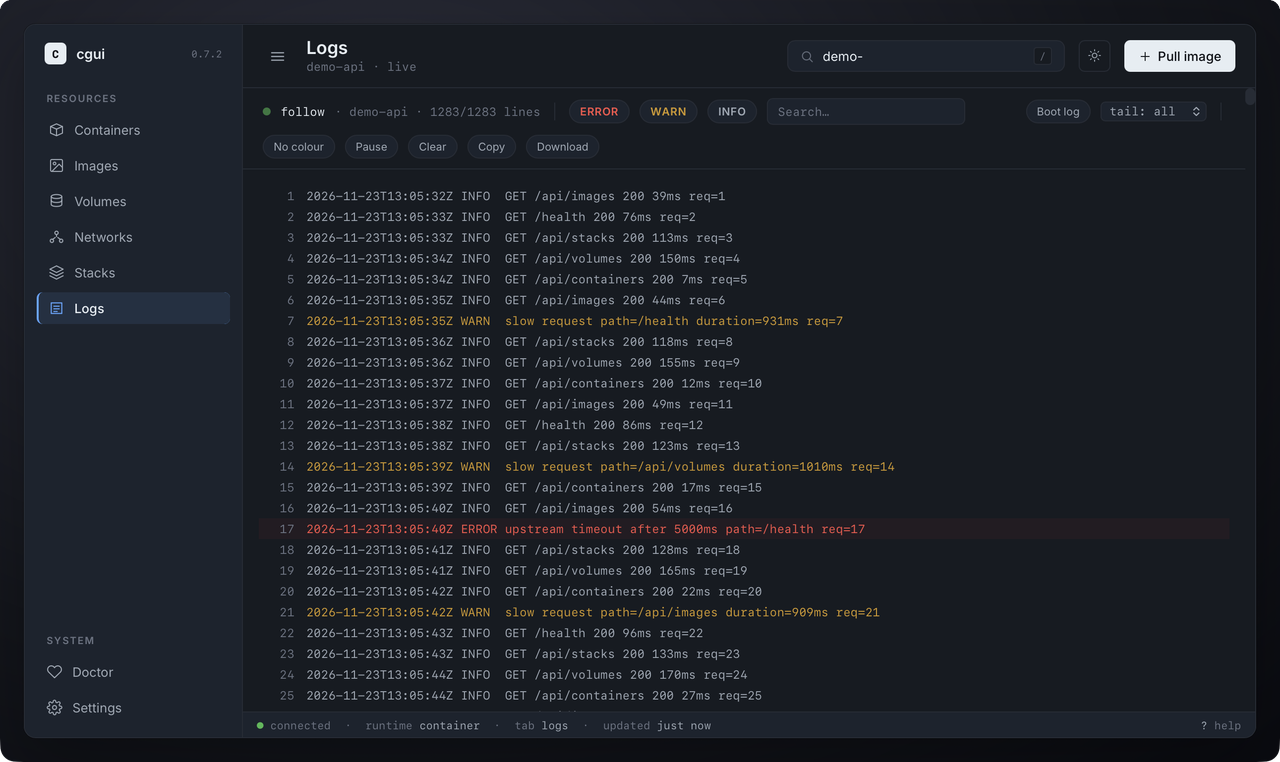 C cgui 0.7.2
RESOURCES
Containers
Images
Volumes
Networks
Stacks
Logs
SYSTEM
Doctor
Settings
Logs
demo-api · live
demo- /
+ Pull image
follow · demo-api · 1283/1283 lines ERROR WARN INFO Search… Boot log tail: all
No colour Pause Clear Copy Download
1 2026-11-23T13:05:32Z INFO GET /api/images 200 39ms req=1
2 2026-11-23T13:05:33Z INFO GET /health 200 76ms req=2
3 2026-11-23T13:05:33Z INFO GET /api/stacks 200 113ms req=3
4 2026-11-23T13:05:34Z INFO GET /api/volumes 200 150ms req=4
5 2026-11-23T13:05:34Z INFO GET /api/containers 200 7ms req=5
6 2026-11-23T13:05:35Z INFO GET /api/images 200 44ms req=6
7 2026-11-23T13:05:35Z WARN slow request path=/health duration=931ms req=7
8 2026-11-23T13:05:36Z INFO GET /api/stacks 200 118ms req=8
9 2026-11-23T13:05:36Z INFO GET /api/volumes 200 155ms req=9
10 2026-11-23T13:05:37Z INFO GET /api/containers 200 12ms req=10
11 2026-11-23T13:05:37Z INFO GET /api/images 200 49ms req=11
12 2026-11-23T13:05:38Z INFO GET /health 200 86ms req=12
13 2026-11-23T13:05:38Z INFO GET /api/stacks 200 123ms req=13
14 2026-11-23T13:05:39Z WARN slow request path=/api/volumes duration=1010ms req=14
15 2026-11-23T13:05:39Z INFO GET /api/containers 200 17ms req=15
16 2026-11-23T13:05:40Z INFO GET /api/images 200 54ms req=16
17 2026-11-23T13:05:40Z ERROR upstream timeout after 5000ms path=/health req=17
18 2026-11-23T13:05:41Z INFO GET /api/stacks 200 128ms req=18
19 2026-11-23T13:05:41Z INFO GET /api/volumes 200 165ms req=19
20 2026-11-23T13:05:42Z INFO GET /api/containers 200 22ms req=20
21 2026-11-23T13:05:42Z WARN slow request path=/api/images duration=909ms req=21
22 2026-11-23T13:05:43Z INFO GET /health 200 96ms req=22
23 2026-11-23T13:05:43Z INFO GET /api/stacks 200 133ms req=23
24 2026-11-23T13:05:44Z INFO GET /api/volumes 200 170ms req=24
25 2026-11-23T13:05:44Z INFO GET /api/containers 200 27ms req=25
connected · runtime container · tab logs · updated just now ? help